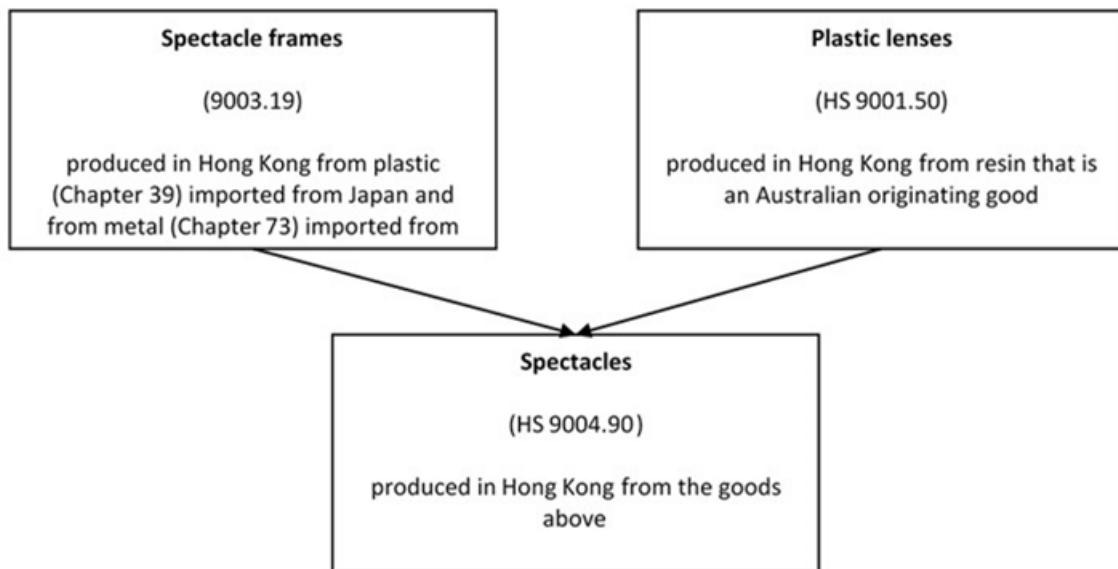 Spectacle frames
(9003.19)
produced in Hong Kong from plastic
(Chapter 39) imported from Japan and
from metal (Chapter 73) imported from
Plastic lenses
(HS 9001.50)
produced in Hong Kong from resin that is
an Australian originating good
Spectacles
(HS 9004.90)
produced in Hong Kong from the goods
above